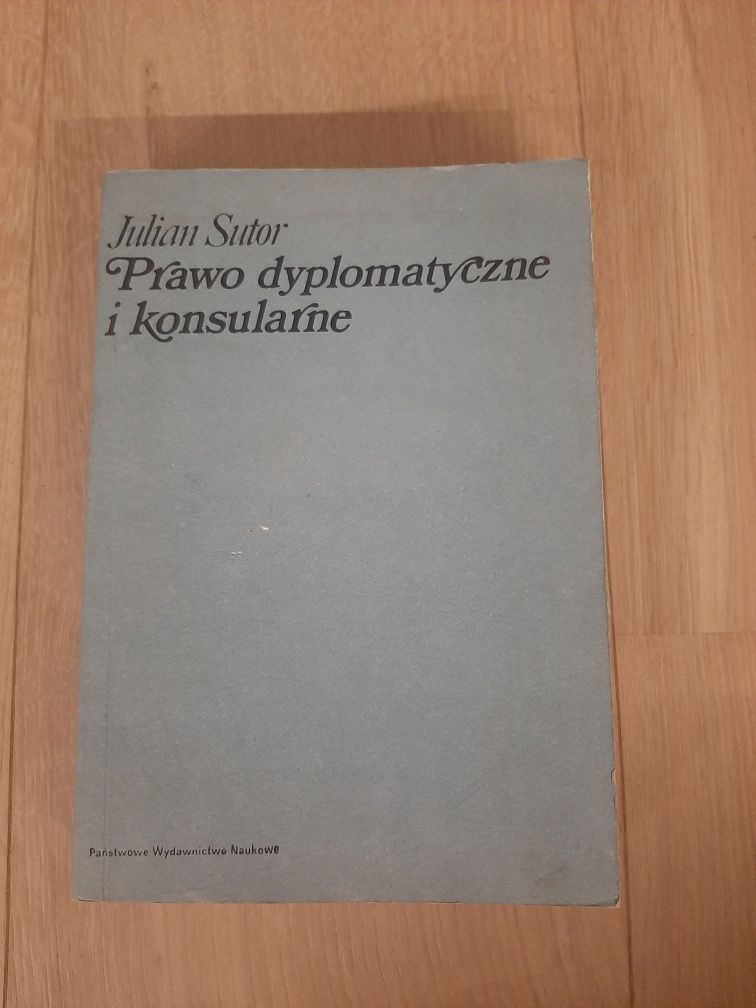 Julian Sutor
Prawo dyplomatyczne
i konsularne
Państwowe Wydawnictwo Naukowe